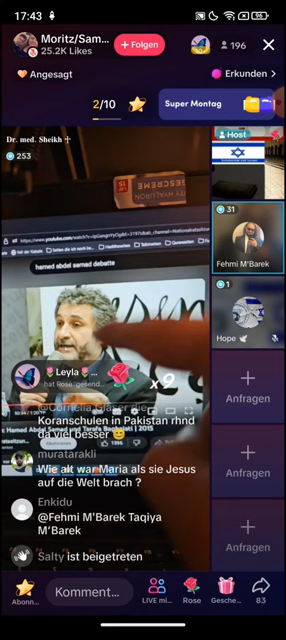 17:43
96
Moritz/Sam...
25.2K Likes
+ Folgen
196
Angesagt
Erkunden >
2/10
Super Montag
Dr. med. Sheikh
253
Host
hamed abdel samad debatte
31
Fehmi M'Barek
1
Hope
Leyla
hat Rose 'gesend...
x9
Koranschulen in Pakistan rhnd
da viel besser 😊
muratarakli
Wie alt war Maria als sie Jesus
auf die Welt brach ?
Enkidu
@Fehmi M'Barek Taqiya
M'Barek
Salty ist beigetreten
+
Anfragen
+
Anfragen
+
Anfragen
Abonn...
Kommentar...
LIVE mi...
Rose
Gesche...
83